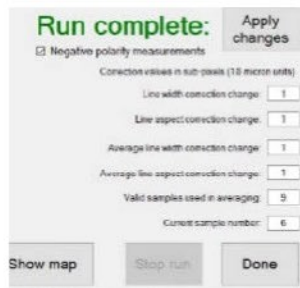 Run complete:
Apply changes
Negative polarity measurements
Correction values in sub-pixels (10 micron units)
Line width correction change: 1
Line aspect correction change: 1
Average line width correction change: 1
Average line aspect correction change: 1
Valid samples used in averaging: 9
Current sample number: 6
Show map
Stop run
Done